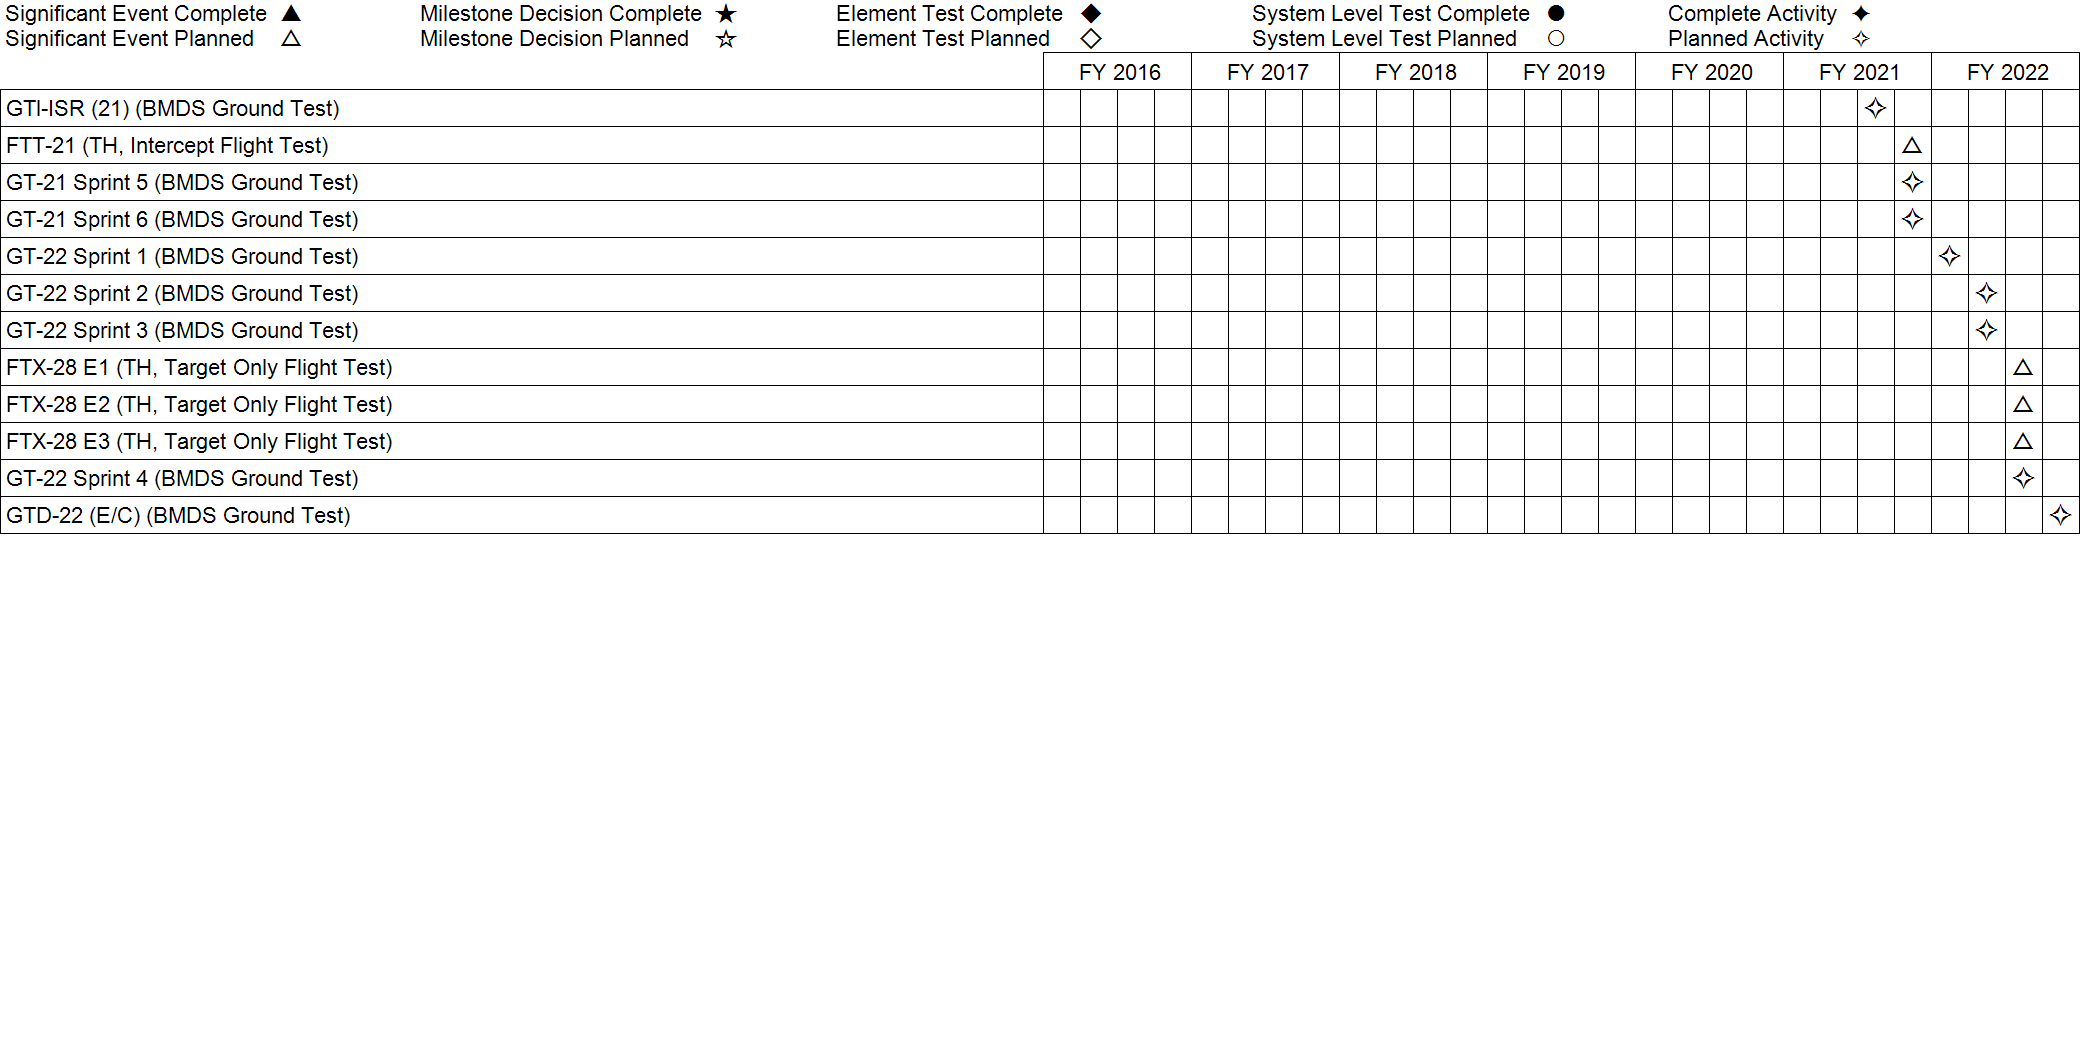 Significant Event Complete ▲ Milestone Decision Complete ★ Element Test Complete ◆ System Level Test Complete ● Complete Activity ✦
Significant Event Planned △ Milestone Decision Planned ☆ Element Test Planned ◇ System Level Test Planned ○ Planned Activity ✧
FY 2016 FY 2017 FY 2018 FY 2019 FY 2020 FY 2021 FY 2022
GTI-ISR (21) (BMDS Ground Test) ✧
FTT-21 (TH, Intercept Flight Test) △
GT-21 Sprint 5 (BMDS Ground Test) ✧
GT-21 Sprint 6 (BMDS Ground Test) ✧
GT-22 Sprint 1 (BMDS Ground Test) ✧
GT-22 Sprint 2 (BMDS Ground Test) ✧
GT-22 Sprint 3 (BMDS Ground Test) ✧
FTX-28 E1 (TH, Target Only Flight Test) △
FTX-28 E2 (TH, Target Only Flight Test) △
FTX-28 E3 (TH, Target Only Flight Test) △
GT-22 Sprint 4 (BMDS Ground Test) ✧
GTD-22 (E/C) (BMDS Ground Test) ✧